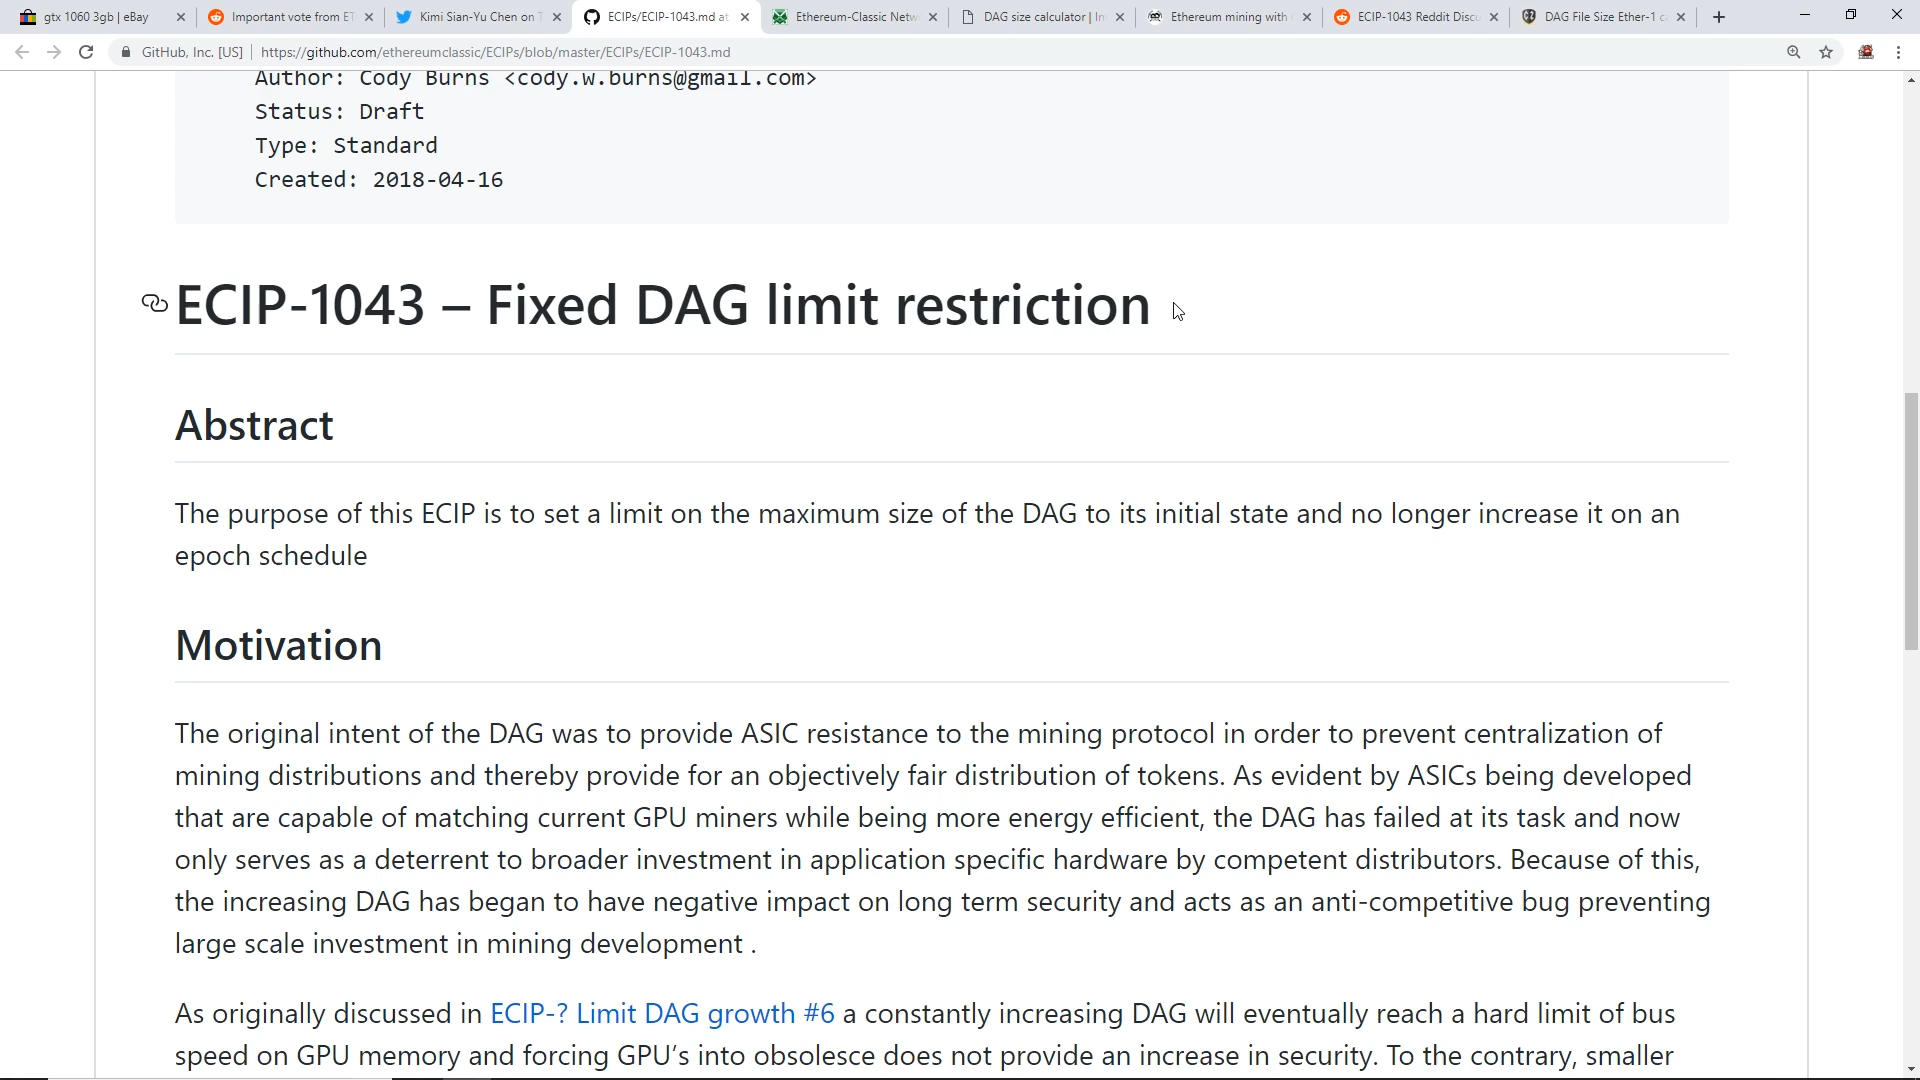 gtx 1060 3gb | eBay
Important vote from ET
Kimi Sian-Yu Chen on T
ECIPs/ECIP-1043.md at
Ethereum-Classic Netw
DAG size calculator | In
Ethereum mining with
ECIP-1043 Reddit Discu
DAG File Size Ether-1 c
GitHub, Inc. [US] | https://github.com/ethereumclassic/ECIPs/blob/master/ECIPs/ECIP-1043.md
Author: Cody Burns <cody.w.burns@gmail.com>
Status: Draft
Type: Standard
Created: 2018-04-16
ECIP-1043 – Fixed DAG limit restriction
Abstract
The purpose of this ECIP is to set a limit on the maximum size of the DAG to its initial state and no longer increase it on an
epoch schedule
Motivation
The original intent of the DAG was to provide ASIC resistance to the mining protocol in order to prevent centralization of
mining distributions and thereby provide for an objectively fair distribution of tokens. As evident by ASICs being developed
that are capable of matching current GPU miners while being more energy efficient, the DAG has failed at its task and now
only serves as a deterrent to broader investment in application specific hardware by competent distributors. Because of this,
the increasing DAG has began to have negative impact on long term security and acts as an anti-competitive bug preventing
large scale investment in mining development .
As originally discussed in ECIP-? Limit DAG growth #6 a constantly increasing DAG will eventually reach a hard limit of bus
speed on GPU memory and forcing GPU's into obsolesce does not provide an increase in security. To the contrary, smaller